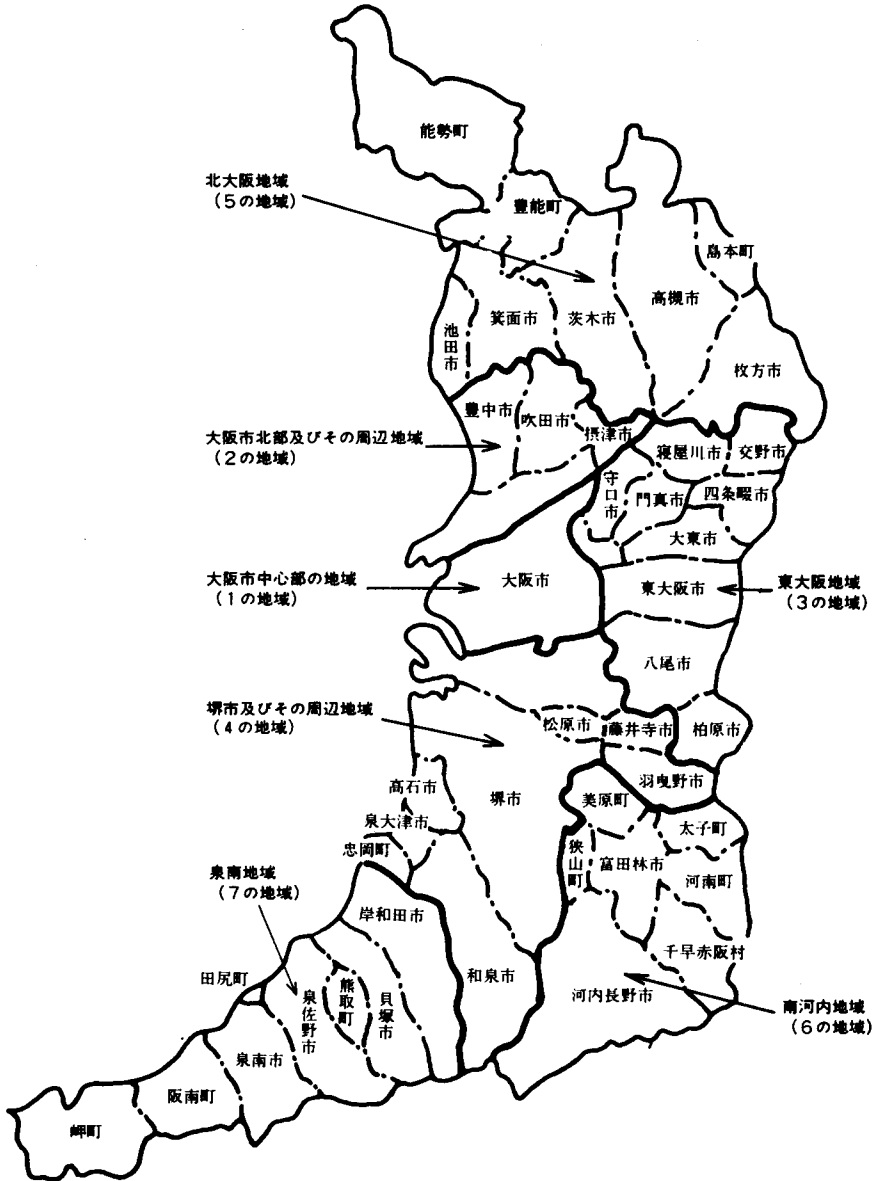 能勢町
北大阪地域
(5の地域)
豊能町
島本町
高槻市
箕面市
茨木市
池田市
枚方市
豊中市
吹田市
摂津市
大阪市北部及びその周辺地域
(2の地域)
寝屋川市
交野市
守口市
門真市
四条畷市
大東市
大阪市中心部の地域
(1の地域)
大阪市
東大阪市
東大阪地域
(3の地域)
八尾市
堺市及びその周辺地域
(4の地域)
松原市
藤井寺市
柏原市
羽曳野市
高石市
堺市
美原町
泉大津市
太子町
忠岡町
狭山町
富田林市
河南町
泉南地域
(7の地域)
岸和田市
千早赤阪村
田尻町
泉佐野市
熊取町
貝塚市
和泉市
河内長野市
南河内地域
(6の地域)
泉南市
阪南町
岬町